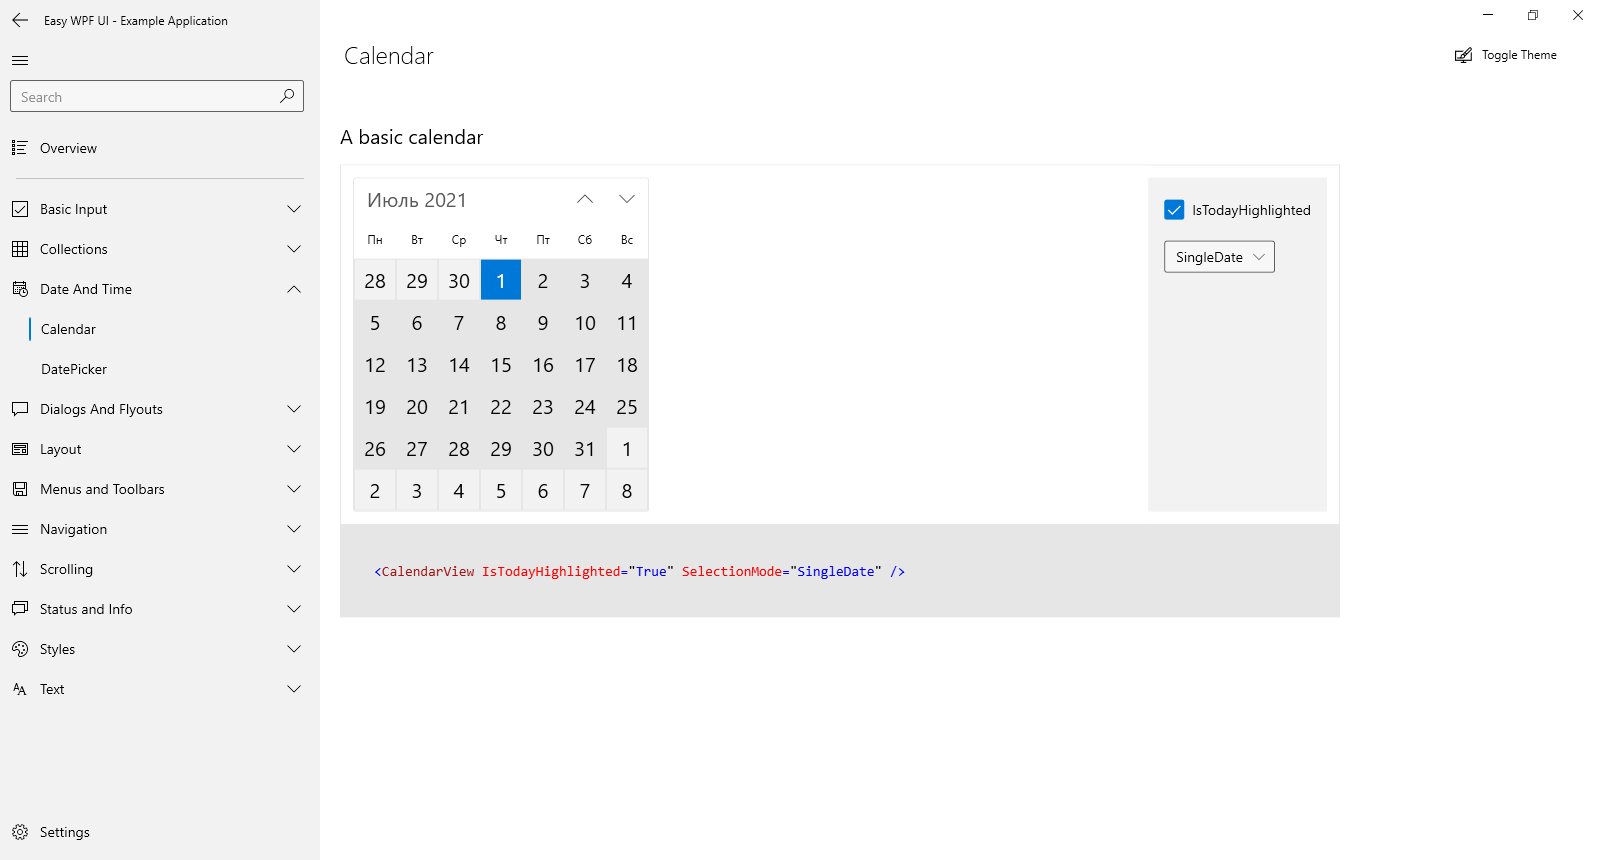 Easy WPF UI - Example Application
Search
Overview
Basic Input
Collections
Date And Time
Calendar
DatePicker
Dialogs And Flyouts
Layout
Menus and Toolbars
Navigation
Scrolling
Status and Info
Styles
Text
Settings
Calendar
Toggle Theme
A basic calendar
Июль 2021
Пн Вт Ср Чт Пт Сб Вс
28 29 30 1 2 3 4
5 6 7 8 9 10 11
12 13 14 15 16 17 18
19 20 21 22 23 24 25
26 27 28 29 30 31 1
2 3 4 5 6 7 8
IsTodayHighlighted
SingleDate
<CalendarView IsTodayHighlighted="True" SelectionMode="SingleDate" />